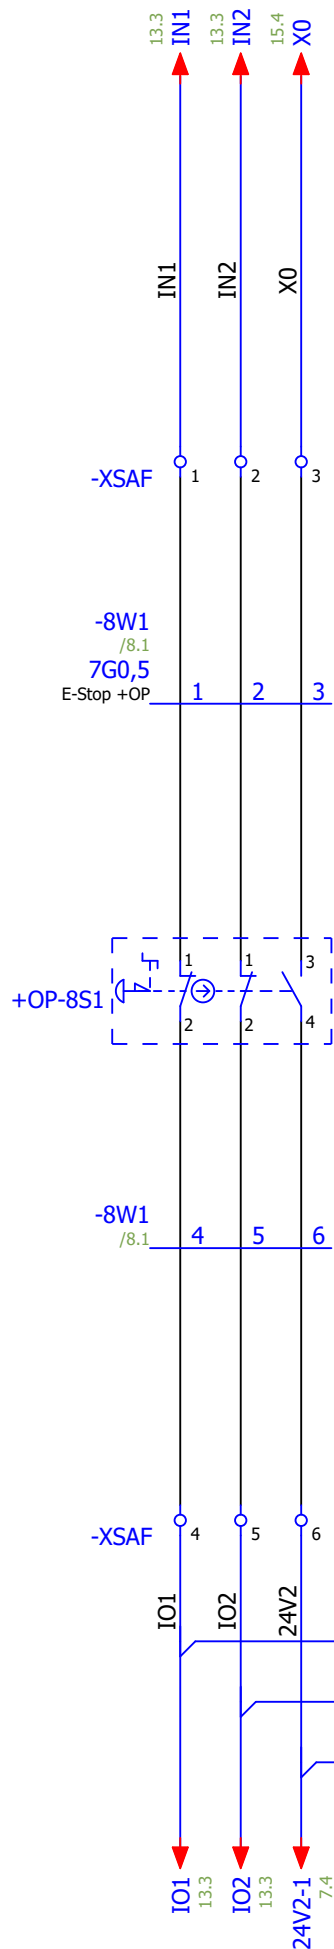 13.3 13.3 15.4
IN1 IN2 X0
IN1 IN2 X0
-XSAF 1 2 3
-8W1
/8.1
7G0,5
E-Stop +OP 1 2 3
1 1 3
+OP-8S1
2 2 4
-8W1 4 5 6
/8.1
-XSAF 4 5 6
IO1 IO2 24V2
IO1 IO2 24V2-1
13.3 13.3 7.4